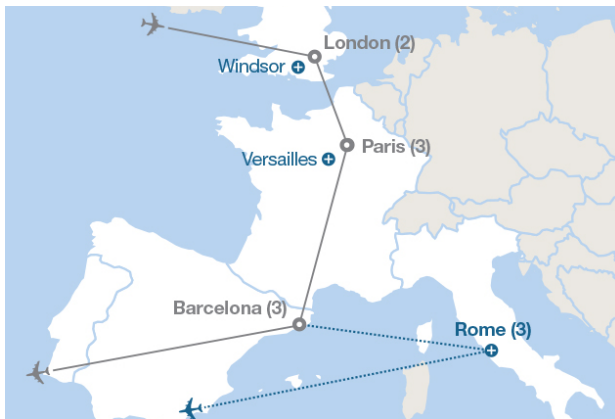 London (2)
Windsor
Paris (3)
Versailles
Barcelona (3)
Rome (3)